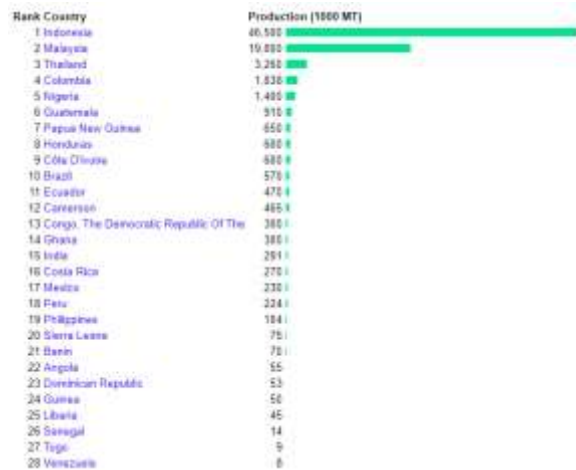 Rank Country Production (1000 MT)
1 Indonesia 46,500
2 Malaysia 19,800
3 Thailand 3,260
4 Colombia 1,838
5 Nigeria 1,400
6 Guatemala 910
7 Papua New Guinea 650
8 Honduras 600
9 Côte D'Ivoire 600
10 Brazil 570
11 Ecuador 470
12 Cameroon 465
13 Congo, The Democratic Republic Of The 300
14 Ghana 300
15 India 291
16 Costa Rica 270
17 Mexico 230
18 Peru 224
19 Philippines 104
20 Sierra Leone 75
21 Benin 70
22 Angola 55
23 Dominican Republic 53
24 Guinea 50
25 Liberia 45
26 Senegal 14
27 Togo 9
28 Venezuela